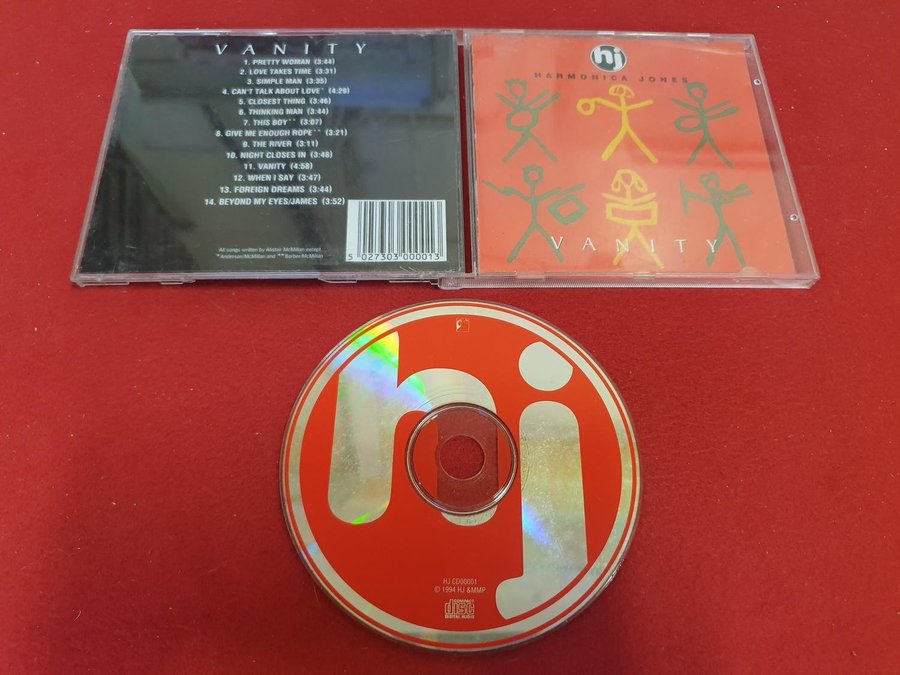 VANITY
1. PRETTY WOMAN (3:44)
2. LOVE TAKES TIME (3:31)
3. SIMPLE MAN (3:35)
4. CAN'T TALK ABOUT LOVE* (4:29)
5. CLOSEST THING (3:46)
6. THINKING MAN (3:44)
7. THIS BOY** (3:07)
8. GIVE ME ENOUGH ROPE** (3:21)
9. THE RIVER (3:11)
10. NIGHT CLOSES IN (3:48)
11. VANITY (4:58)
12. WHEN I SAY (3:47)
13. FOREIGN DREAMS (3:44)
14. BEYOND MY EYES/JAMES (3:52)
All songs written by Alistair McMillan except
*Anderson/McMillan and **Barber-McMillan
5 027303 000013
hj
HARMONICA JONES
VANITY
hj
HJ CD00001
© 1994 HJ &MMP
COMPACT
disc
DIGITAL AUDIO